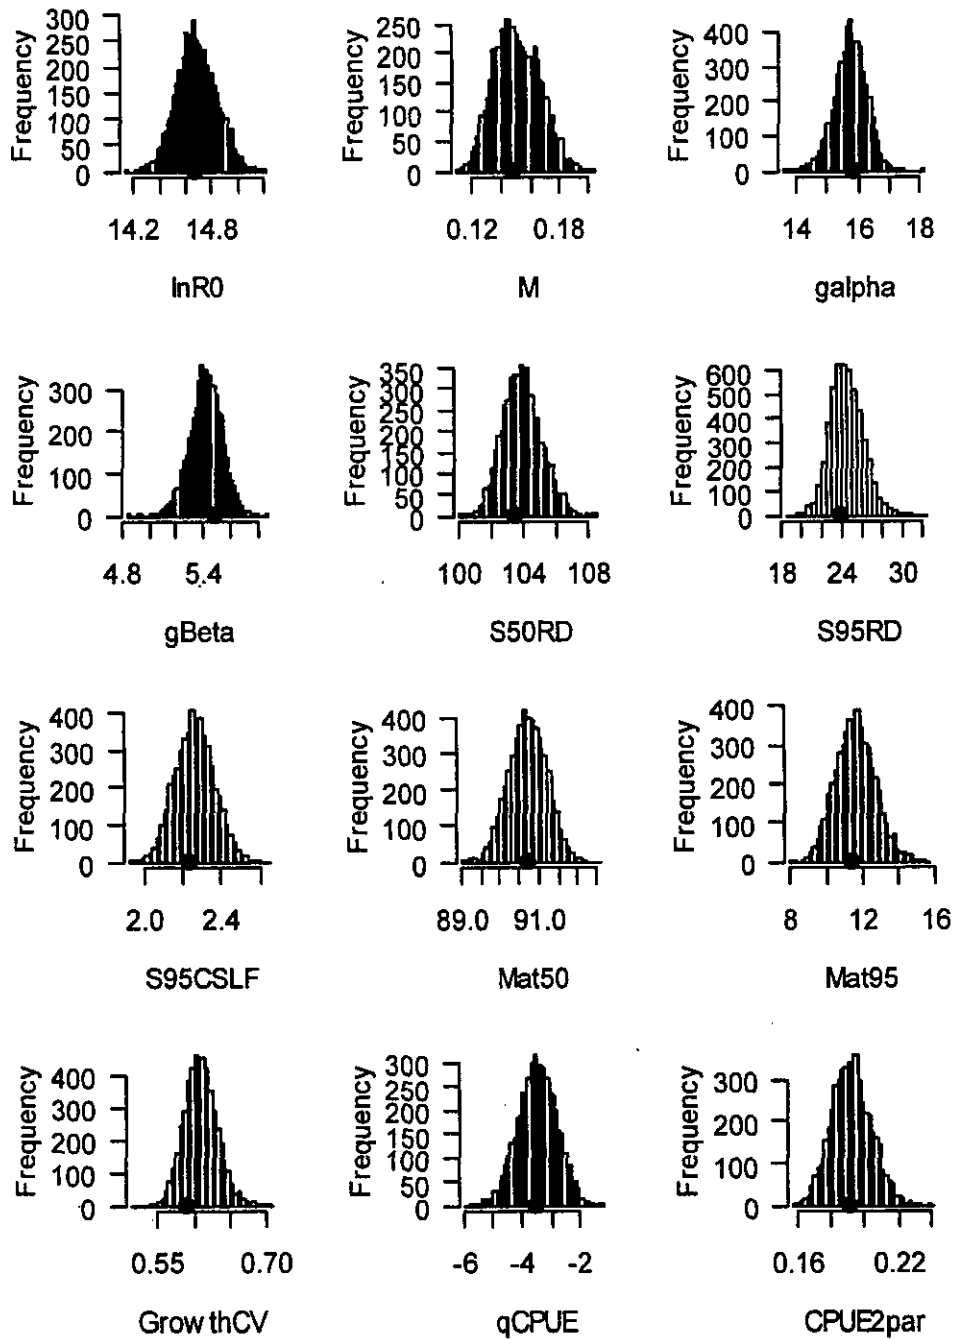 Frequency
300
250
200
150
100
50
0
14.2 14.8
lnR0
Frequency
250
200
150
100
50
0
0.12 0.18
M
Frequency
400
300
200
100
0
14 16 18
galpha
Frequency
300
200
100
0
4.8 5.4
gBeta
Frequency
350
300
250
200
150
100
50
0
100 104 108
S50RD
Frequency
600
500
400
300
200
100
0
18 24 30
S95RD
Frequency
400
300
200
100
0
2.0 2.4
S95CSLF
Frequency
400
300
200
100
0
89.0 91.0
Mat50
Frequency
400
300
200
100
0
8 12 16
Mat95
Frequency
400
300
200
100
0
0.55 0.70
GrowthCV
Frequency
300
250
200
150
100
50
0
-6 -4 -2
qCPUE
Frequency
300
200
100
0
0.16 0.22
CPUE2par